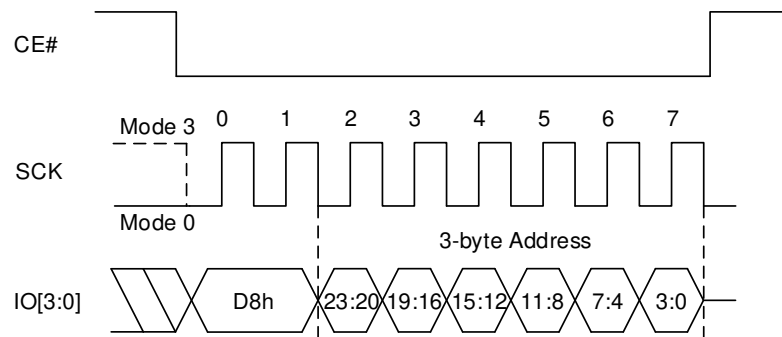 CE#
Mode 3
0 1 2 3 4 5 6 7
SCK
Mode 0
3-byte Address
IO[3:0]
D8h 23:20 19:16 15:12 11:8 7:4 3:0